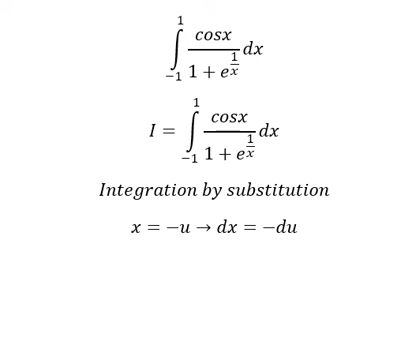 ∫_{-1}^{1} cosx / (1 + e^{1/x}) dx
I = ∫_{-1}^{1} cosx / (1 + e^{1/x}) dx
Integration by substitution
x = −u → dx = −du